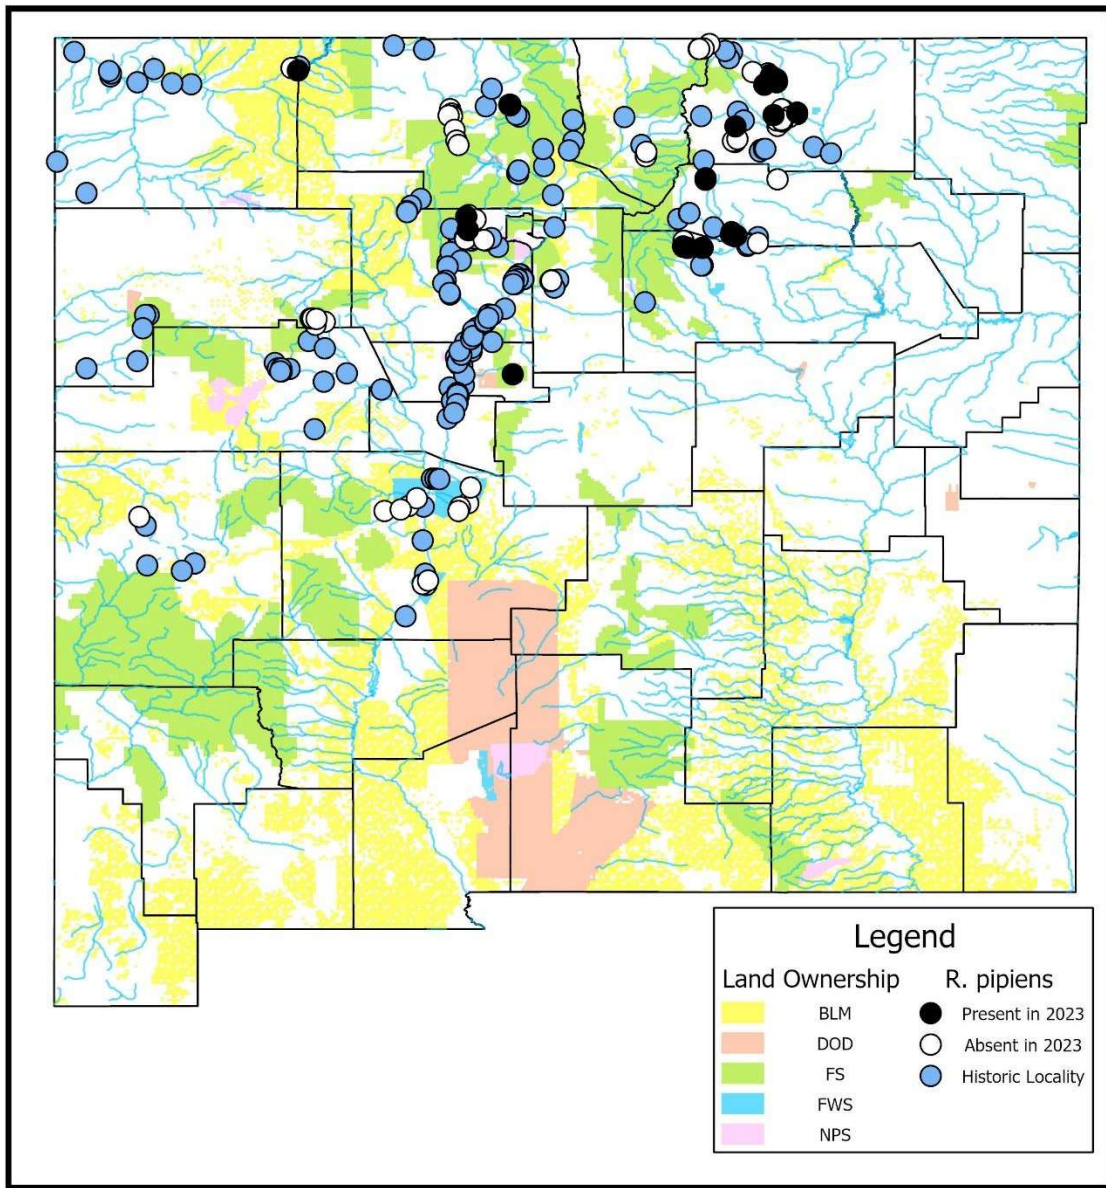 Legend
Land Ownership R. pipiens
BLM Present in 2023
DOD Absent in 2023
FS Historic Locality
FWS
NPS